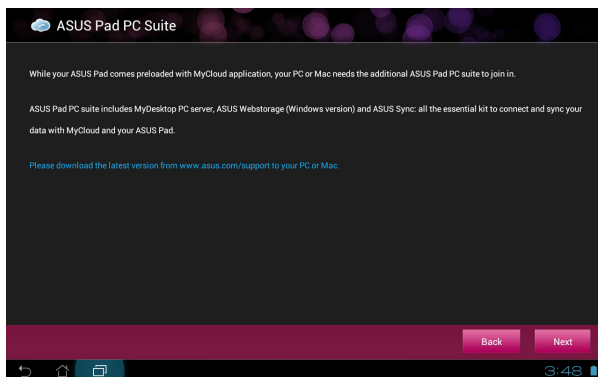 ASUS Pad PC Suite
While your ASUS Pad comes preloaded with MyCloud application, your PC or Mac needs the additional ASUS Pad PC suite to join in.
ASUS Pad PC suite includes MyDesktop PC server, ASUS Webstorage (Windows version) and ASUS Sync: all the essential kit to connect and sync your
data with MyCloud and your ASUS Pad.
Please download the latest version from www.asus.com/support to your PC or Mac.
Back Next
3:48